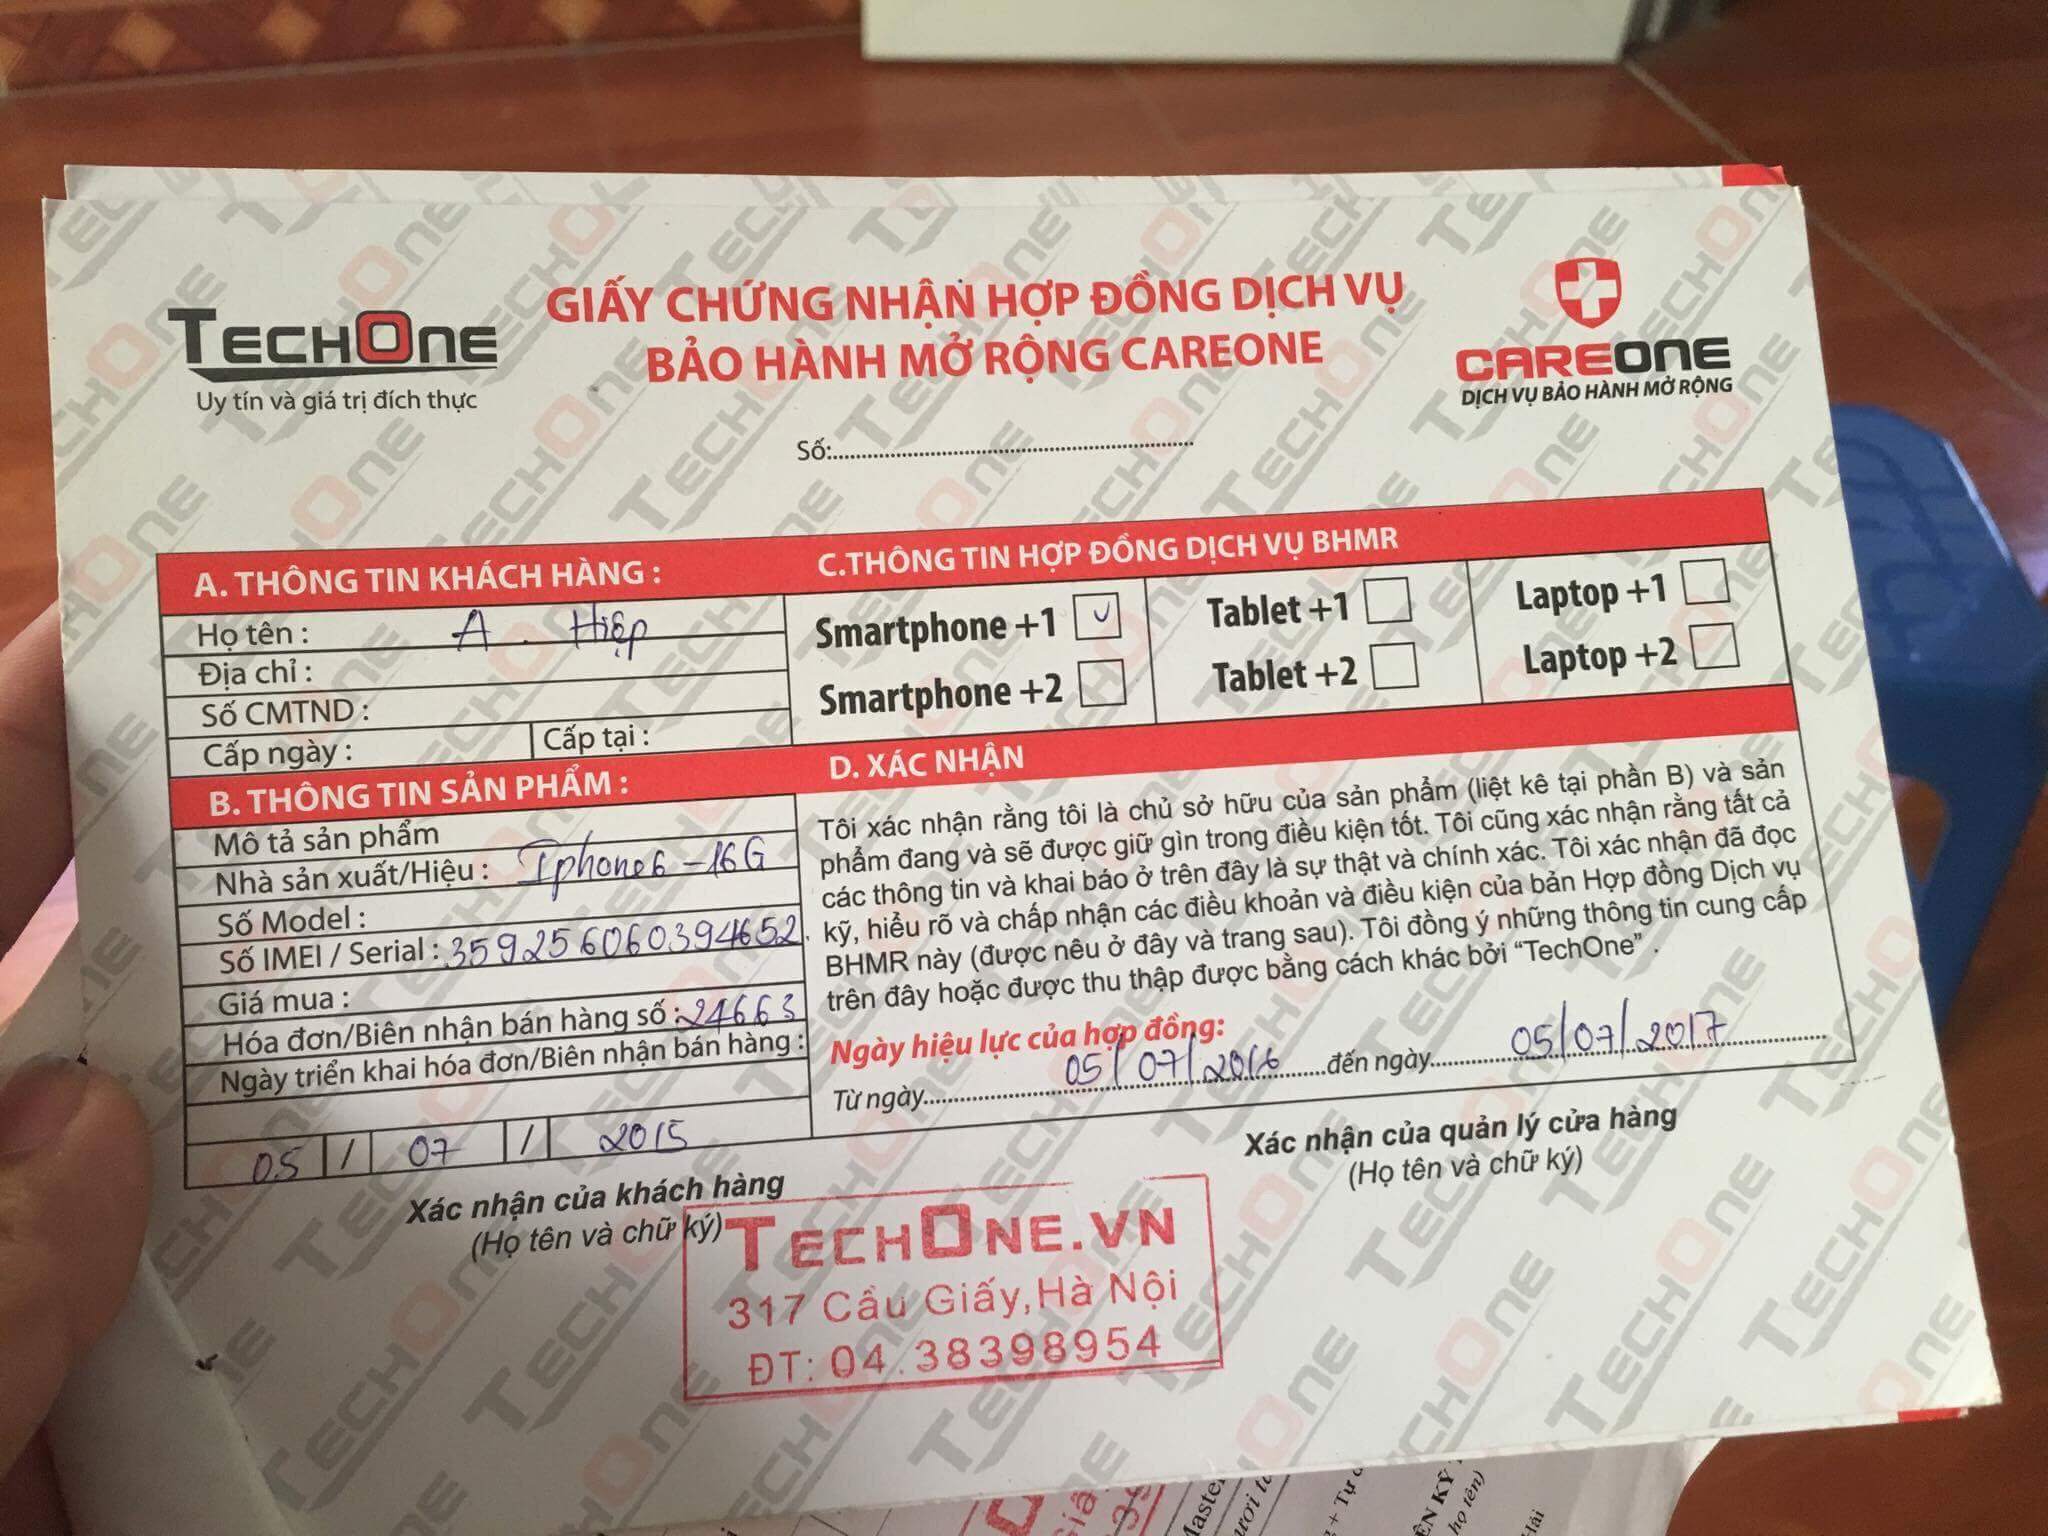 TECHONE
Uy tín và giá trị đích thực
GIẤY CHỨNG NHẬN HỢP ĐỒNG DỊCH VỤ
BẢO HÀNH MỞ RỘNG CAREONE
CAREONE
DỊCH VỤ BẢO HÀNH MỞ RỘNG
Số:
A. THÔNG TIN KHÁCH HÀNG :
Họ tên : A. Hiệp
Địa chỉ :
Số CMTND :
Cấp ngày : Cấp tại :
B. THÔNG TIN SẢN PHẨM :
Mô tả sản phẩm
Nhà sản xuất/Hiệu : Iphone6-16G
Số Model :
Số IMEI / Serial : 359256060394652
Giá mua :
Hóa đơn/Biên nhận bán hàng số : 24663
Ngày triển khai hóa đơn/Biên nhận bán hàng :
05 / 07 / 2015
C.THÔNG TIN HỢP ĐỒNG DỊCH VỤ BHMR
Smartphone +1 Tablet +1 Laptop +1
Smartphone +2 Tablet +2 Laptop +2
D. XÁC NHẬN
Tôi xác nhận rằng tôi là chủ sở hữu của sản phẩm (liệt kê tại phần B) và sản
phẩm đang và sẽ được giữ gìn trong điều kiện tốt. Tôi cũng xác nhận rằng tất cả
các thông tin và khai báo ở trên đây là sự thật và chính xác. Tôi xác nhận đã đọc
kỹ, hiểu rõ và chấp nhận các điều khoản và điều kiện của bản Hợp đồng Dịch vụ
BHMR này (được nêu ở đây và trang sau). Tôi đồng ý những thông tin cung cấp
trên đây hoặc được thu thập được bằng cách khác bởi “TechOne” .
Ngày hiệu lực của hợp đồng:
Từ ngày 05/07/2016 đến ngày 05/07/2017
Xác nhận của khách hàng
(Họ tên và chữ ký)
Xác nhận của quản lý cửa hàng
(Họ tên và chữ ký)
TECHONE.VN
317 Cầu Giấy,Hà Nội
ĐT: 04.38398954